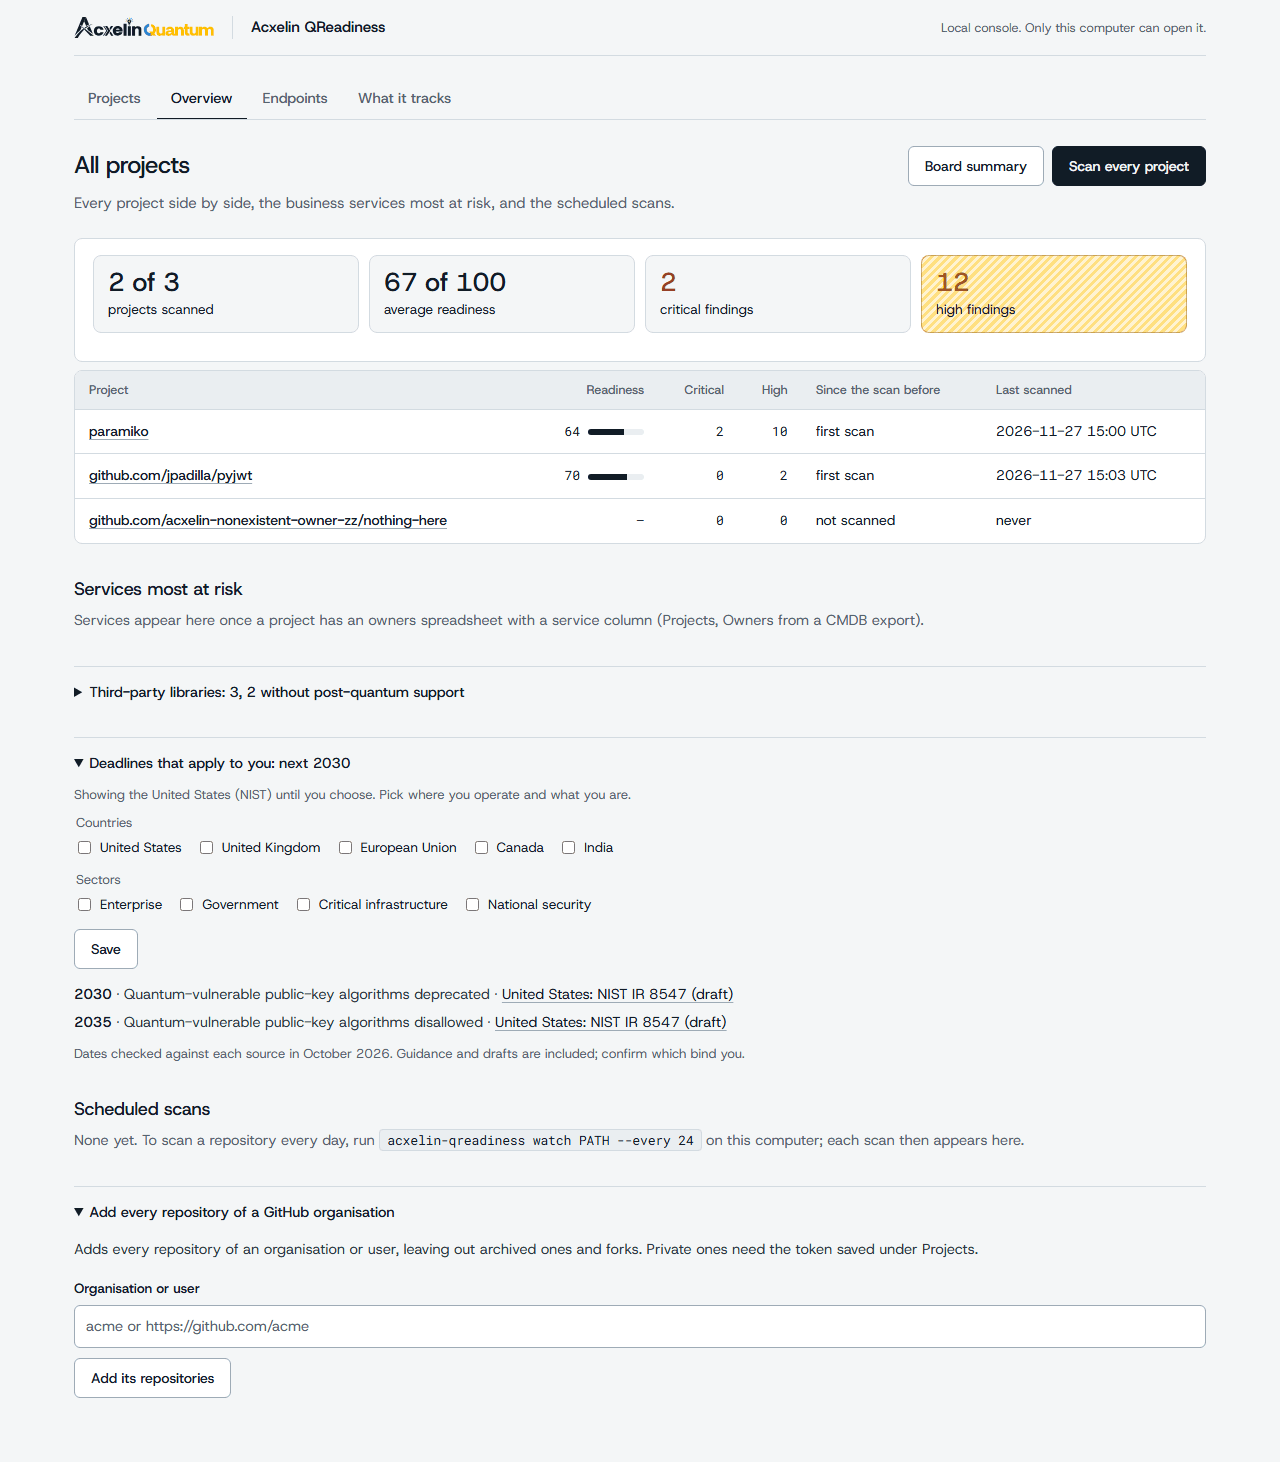 AcxelinQuantum
Acxelin QReadiness
Local console. Only this computer can open it.
Projects
Overview
Endpoints
What it tracks
All projects
Board summary
Scan every project
Every project side by side, the business services most at risk, and the scheduled scans.
2 of 3
projects scanned
67 of 100
average readiness
2
critical findings
12
high findings
Project Readiness Critical High Since the scan before Last scanned
paramiko 64 2 10 first scan 2026-11-27 15:00 UTC
github.com/jpadilla/pyjwt 70 0 2 first scan 2026-11-27 15:03 UTC
github.com/acxelin-nonexistent-owner-zz/nothing-here – 0 0 not scanned never
Services most at risk
Services appear here once a project has an owners spreadsheet with a service column (Projects, Owners from a CMDB export).
Third-party libraries: 3, 2 without post-quantum support
Deadlines that apply to you: next 2030
Showing the United States (NIST) until you choose. Pick where you operate and what you are.
Countries
United States United Kingdom European Union Canada India
Sectors
Enterprise Government Critical infrastructure National security
Save
2030 · Quantum-vulnerable public-key algorithms deprecated · United States: NIST IR 8547 (draft)
2035 · Quantum-vulnerable public-key algorithms disallowed · United States: NIST IR 8547 (draft)
Dates checked against each source in October 2026. Guidance and drafts are included; confirm which bind you.
Scheduled scans
None yet. To scan a repository every day, run acxelin-qreadiness watch PATH --every 24 on this computer; each scan then appears here.
Add every repository of a GitHub organisation
Adds every repository of an organisation or user, leaving out archived ones and forks. Private ones need the token saved under Projects.
Organisation or user
acme or https://github.com/acme
Add its repositories